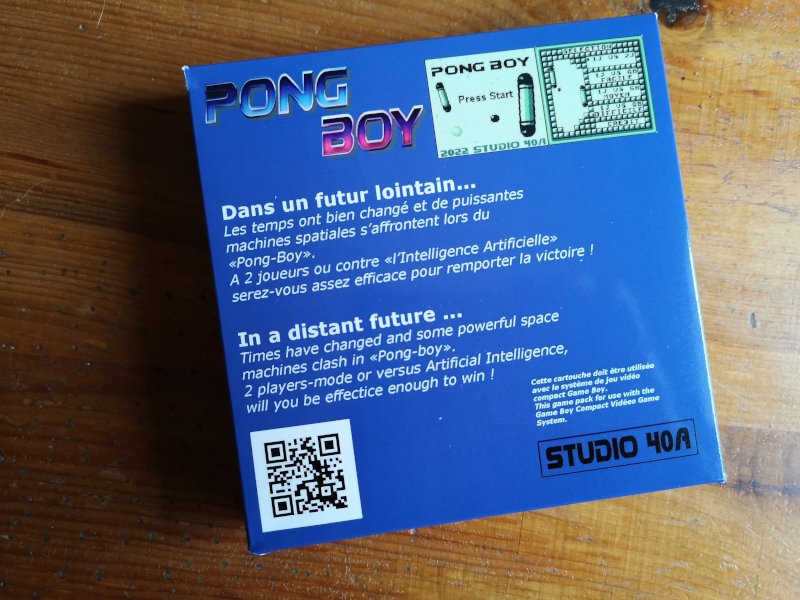 PONG
BOY
PONG BOY
Press Start
2022 STUDIO 40A
SELECTION
Dans un futur lointain...
Les temps ont bien changé et de puissantes
machines spatiales s'affrontent lors du
«Pong-Boy».
A 2 joueurs ou contre «l'Intelligence Artificielle»
serez-vous assez efficace pour remporter la victoire !
In a distant future ...
Times have changed and some powerful space
machines clash in «Pong-boy».
2 players-mode or versus Artificial Intelligence,
will you be effectice enough to win !
Cette cartouche doit être utilisée
avec le système de jeu vidéo
compact Game Boy.
This game pack for use with the
Game Boy Compact Vidéeo Game
System.
STUDIO 40A